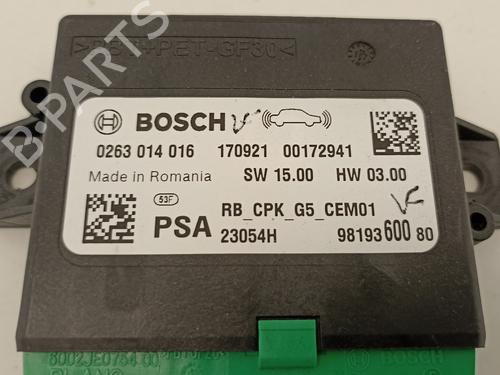 >PBT+PET-GF30<
B-PARTS
BOSCH
0263 014 016 170921 00172941
Made in Romania SW 15.00 HW 03.00
53F RB_CPK_G5_CEM01
PSA 23054H 98193600 80